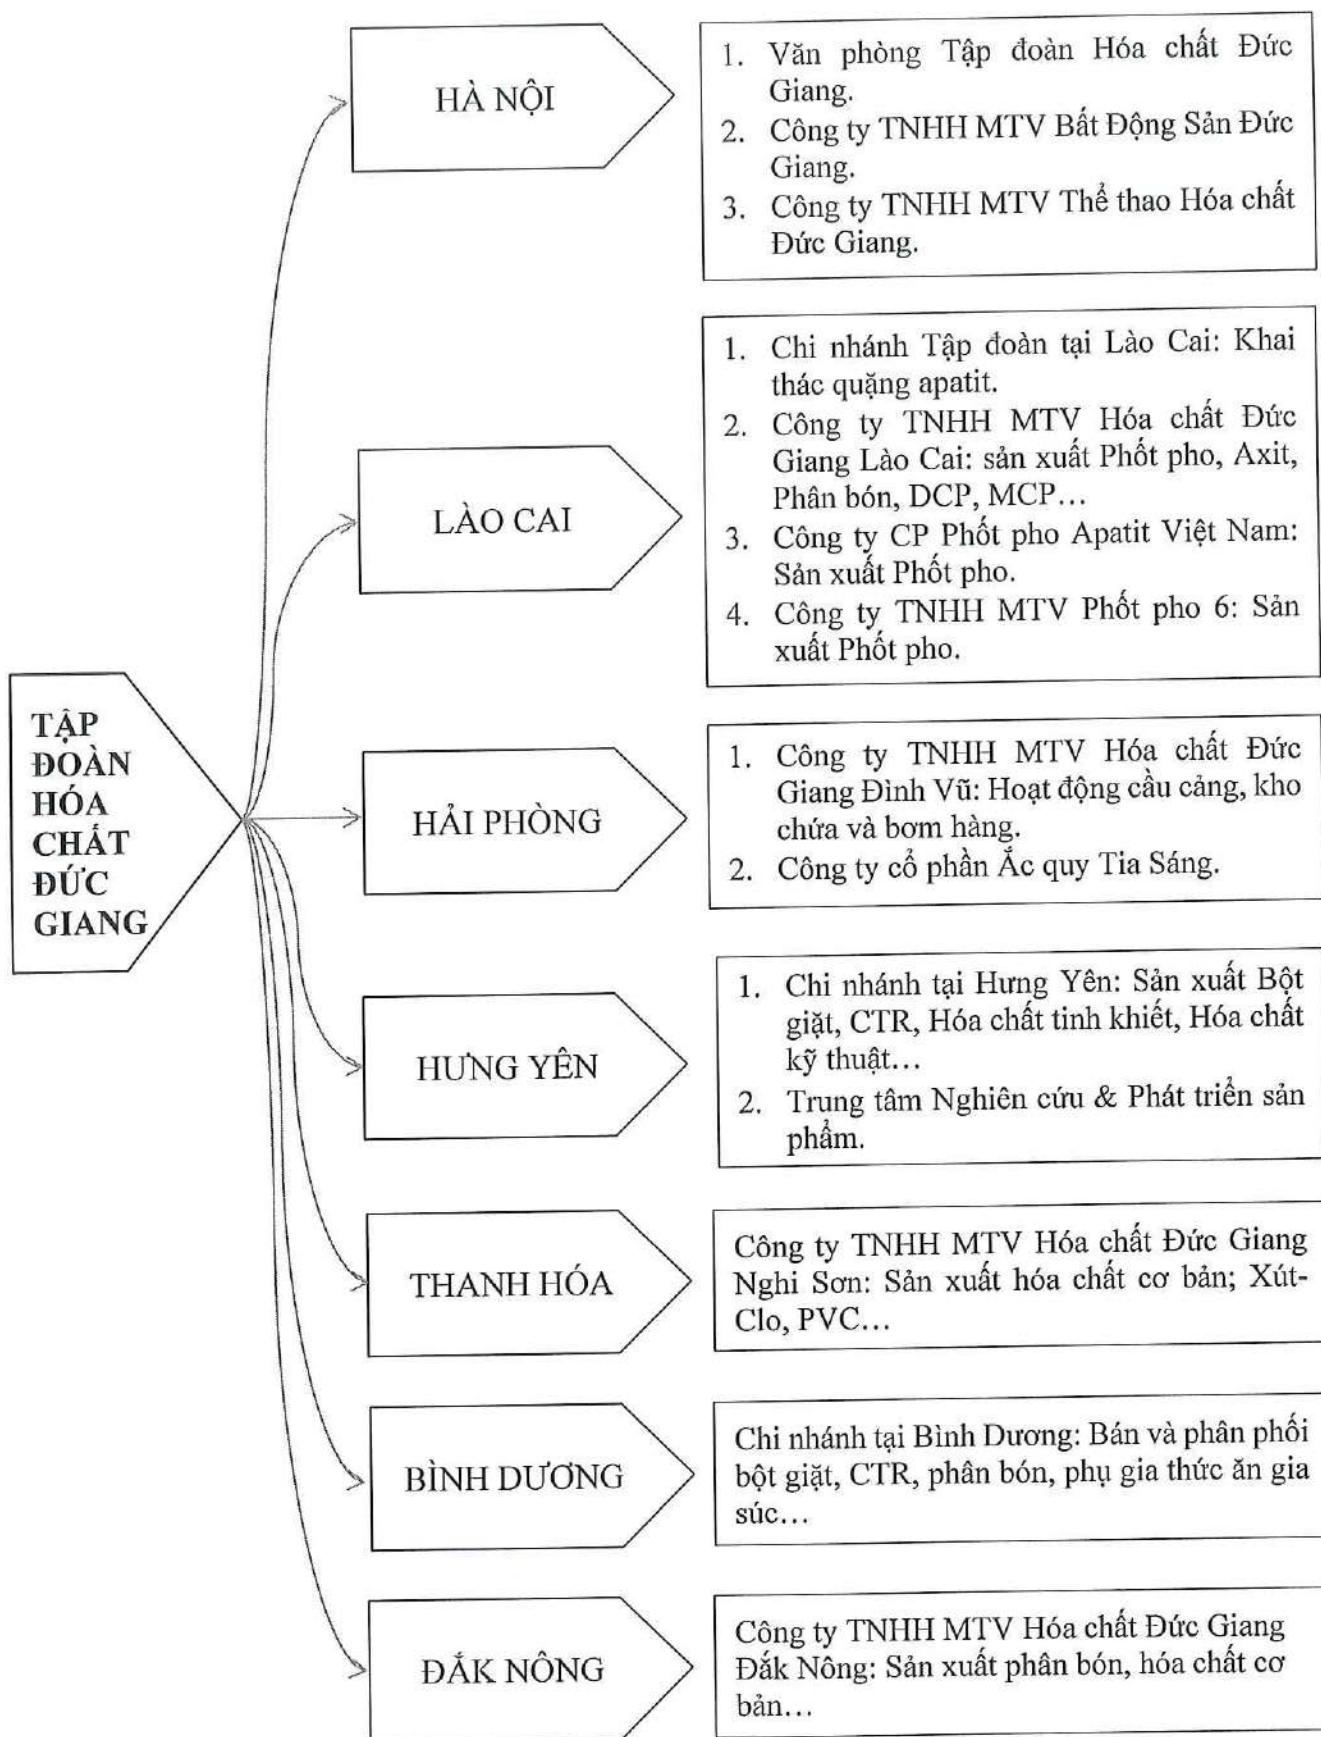 TẬP
ĐOÀN
HÓA
CHẤT
ĐỨC
GIANG
HÀ NỘI
1. Văn phòng Tập đoàn Hóa chất Đức
Giang.
2. Công ty TNHH MTV Bất Động Sản Đức
Giang.
3. Công ty TNHH MTV Thể thao Hóa chất
Đức Giang.
LÀO CAI
1. Chi nhánh Tập đoàn tại Lào Cai: Khai
thác quặng apatit.
2. Công ty TNHH MTV Hóa chất Đức
Giang Lào Cai: sản xuất Phốt pho, Axit,
Phân bón, DCP, MCP…
3. Công ty CP Phốt pho Apatit Việt Nam:
Sản xuất Phốt pho.
4. Công ty TNHH MTV Phốt pho 6: Sản
xuất Phốt pho.
HẢI PHÒNG
1. Công ty TNHH MTV Hóa chất Đức
Giang Đình Vũ: Hoạt động cầu cảng, kho
chứa và bơm hàng.
2. Công ty cổ phần Ắc quy Tia Sáng.
HƯNG YÊN
1. Chi nhánh tại Hưng Yên: Sản xuất Bột
giặt, CTR, Hóa chất tinh khiết, Hóa chất
kỹ thuật…
2. Trung tâm Nghiên cứu & Phát triển sản
phẩm.
THANH HÓA
Công ty TNHH MTV Hóa chất Đức Giang
Nghi Sơn: Sản xuất hóa chất cơ bản; Xút-
Clo, PVC…
BÌNH DƯƠNG
Chi nhánh tại Bình Dương: Bán và phân phối
bột giặt, CTR, phân bón, phụ gia thức ăn gia
súc…
ĐẮK NÔNG
Công ty TNHH MTV Hóa chất Đức Giang
Đắk Nông: Sản xuất phân bón, hóa chất cơ
bản…